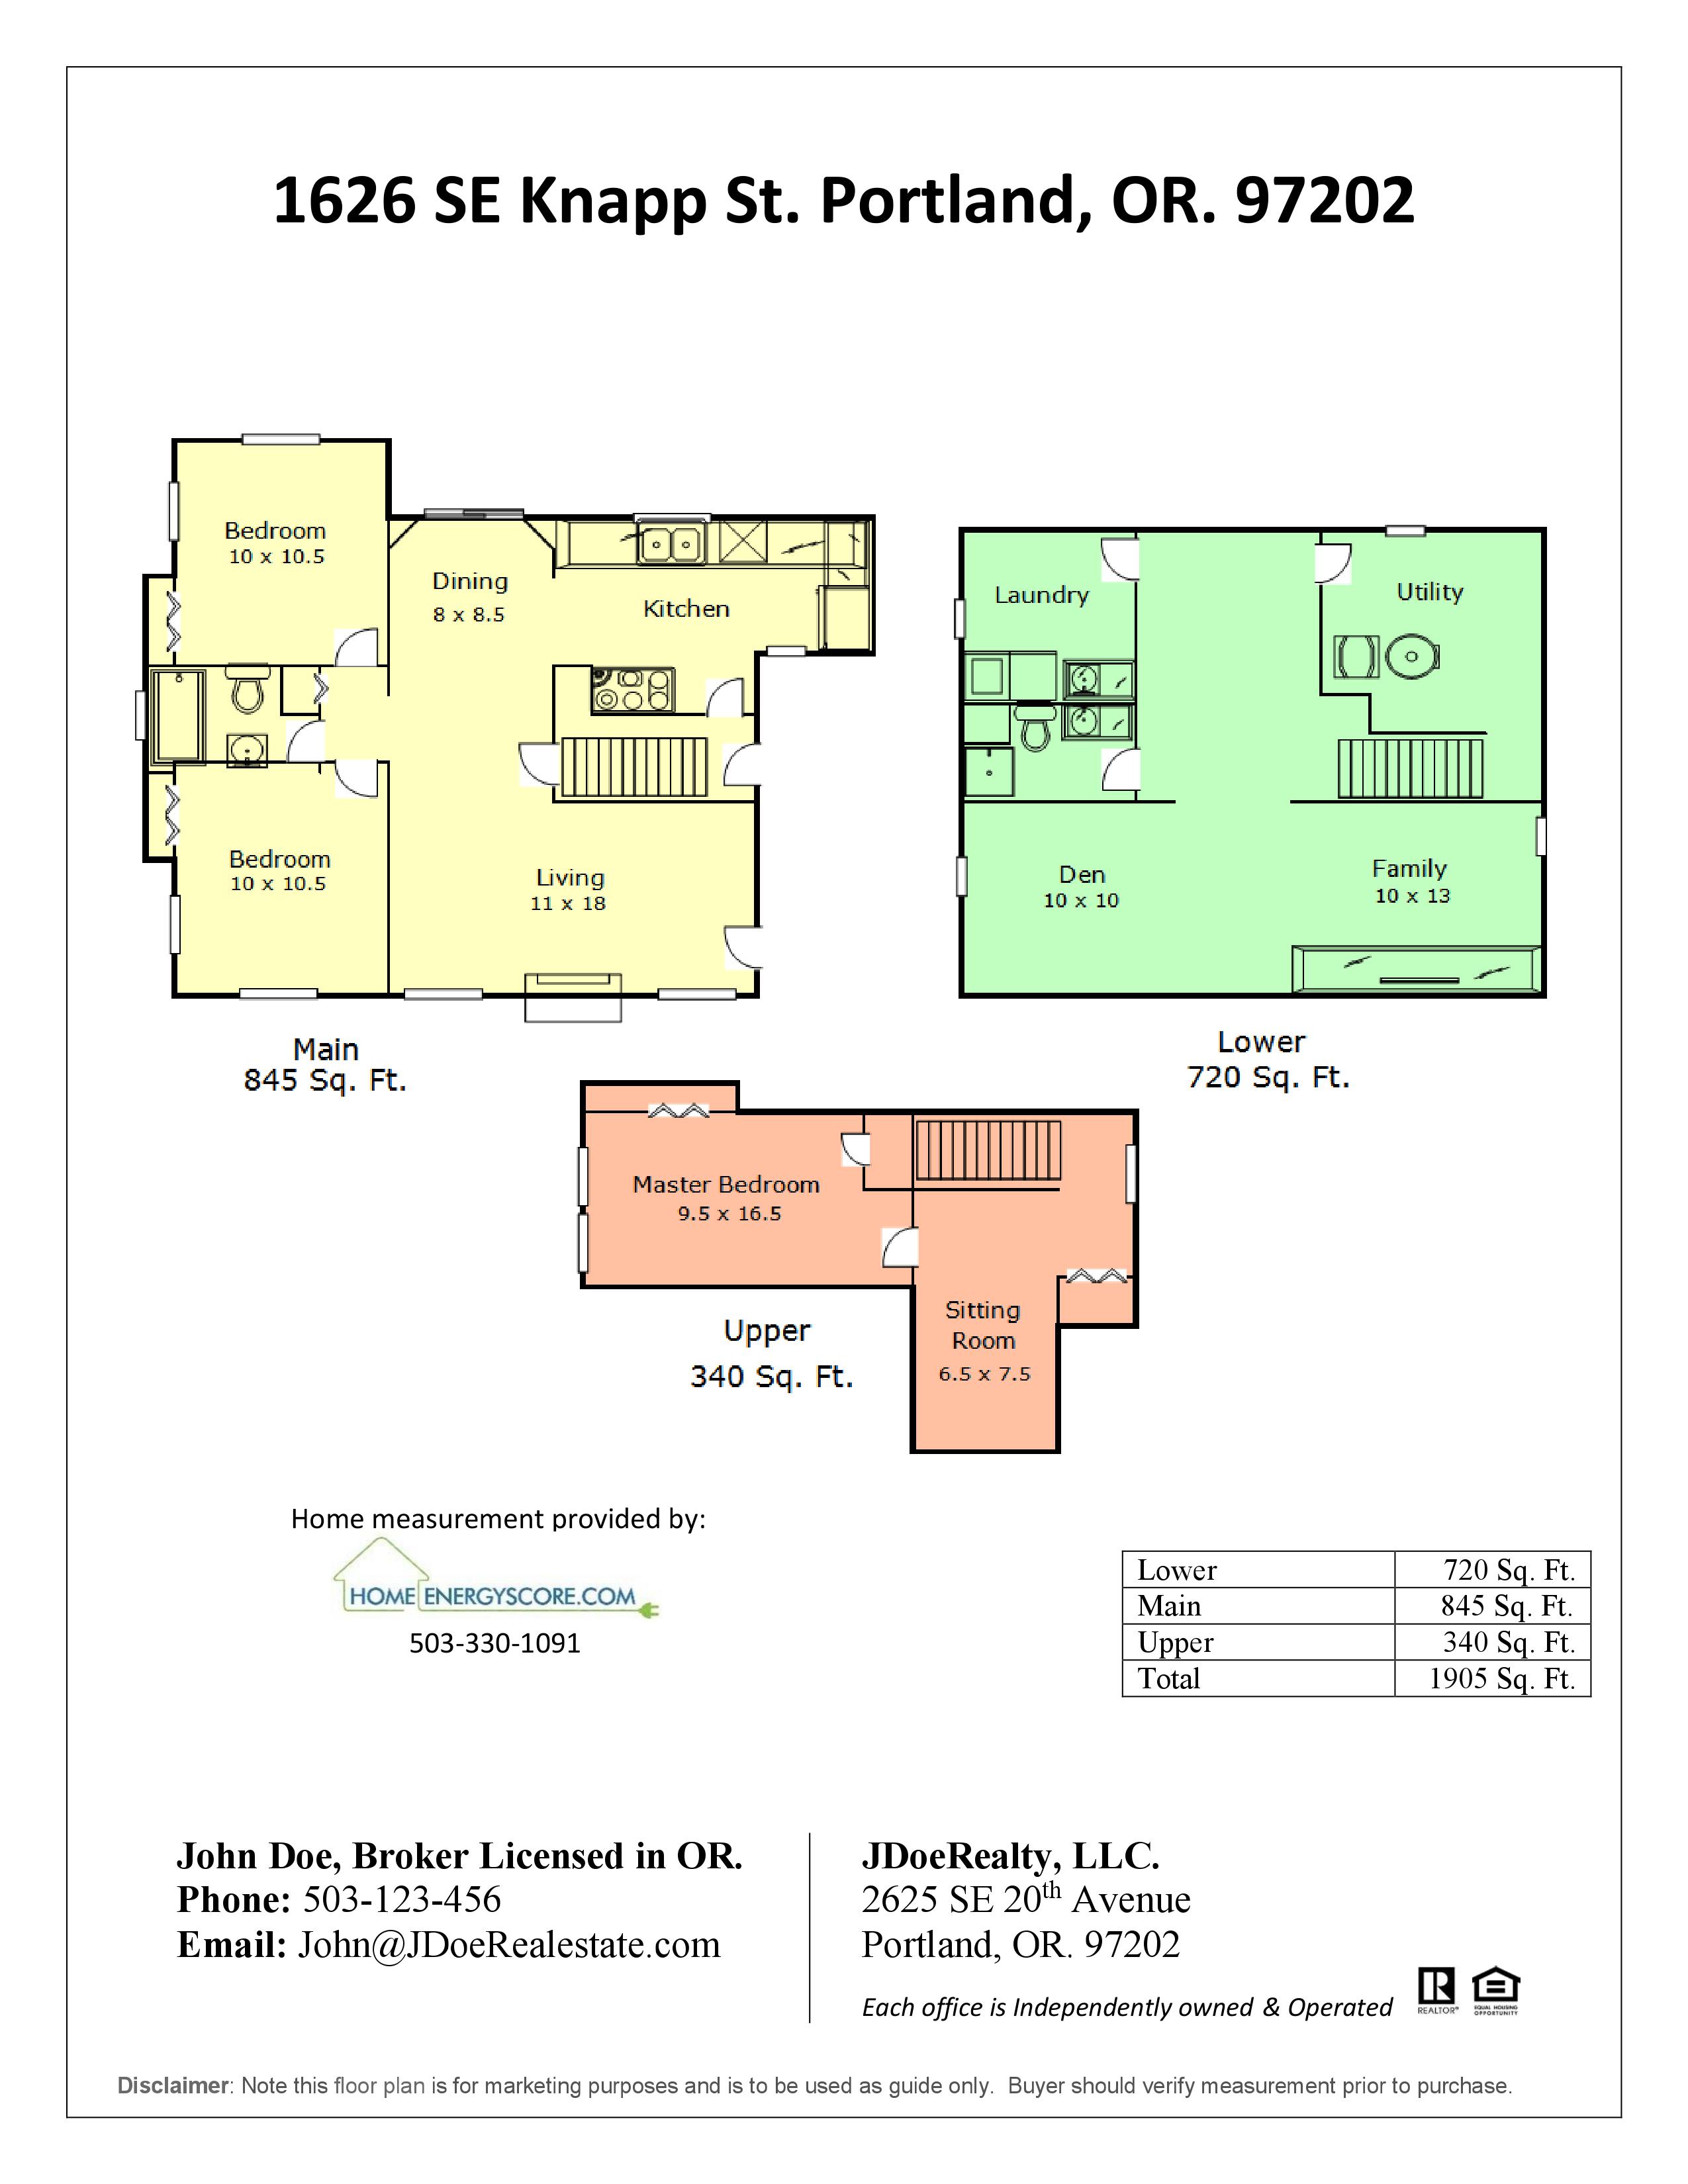 1626 SE Knapp St. Portland, OR. 97202
Bedroom
10 x 10.5
Dining
8 x 8.5
Kitchen
Bedroom
10 x 10.5
Living
11 x 18
Main
845 Sq. Ft.
Laundry
Utility
Den
10 x 10
Family
10 x 13
Lower
720 Sq. Ft.
Master Bedroom
9.5 x 16.5
Sitting
Room
6.5 x 7.5
Upper
340 Sq. Ft.
Home measurement provided by:
HOME ENERGYSCORE.COM
503-330-1091
Lower 720 Sq. Ft.
Main 845 Sq. Ft.
Upper 340 Sq. Ft.
Total 1905 Sq. Ft.
John Doe, Broker Licensed in OR.
Phone: 503-123-456
Email: John@JDoeRealestate.com
JDoeRealty, LLC.
2625 SE 20th Avenue
Portland, OR. 97202
Each office is Independently owned & Operated
REALTOR®
EQUAL HOUSING
OPPORTUNITY
Disclaimer: Note this floor plan is for marketing purposes and is to be used as guide only. Buyer should verify measurement prior to purchase.